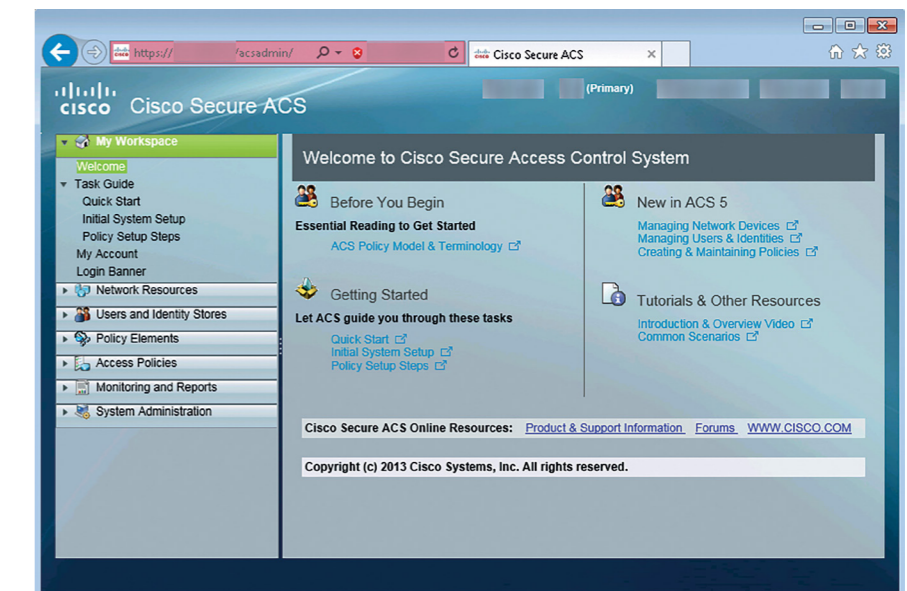 https:// /acsadmin/
Cisco Secure ACS
CISCO Cisco Secure ACS
(Primary)
My Workspace
Welcome
Task Guide
Quick Start
Initial System Setup
Policy Setup Steps
My Account
Login Banner
Network Resources
Users and Identity Stores
Policy Elements
Access Policies
Monitoring and Reports
System Administration
Welcome to Cisco Secure Access Control System
Before You Begin
Essential Reading to Get Started
ACS Policy Model & Terminology
Getting Started
Let ACS guide you through these tasks
Quick Start
Initial System Setup
Policy Setup Steps
New in ACS 5
Managing Network Devices
Managing Users & Identities
Creating & Maintaining Policies
Tutorials & Other Resources
Introduction & Overview Video
Common Scenarios
Cisco Secure ACS Online Resources: Product & Support Information Forums WWW.CISCO.COM
Copyright (c) 2013 Cisco Systems, Inc. All rights reserved.